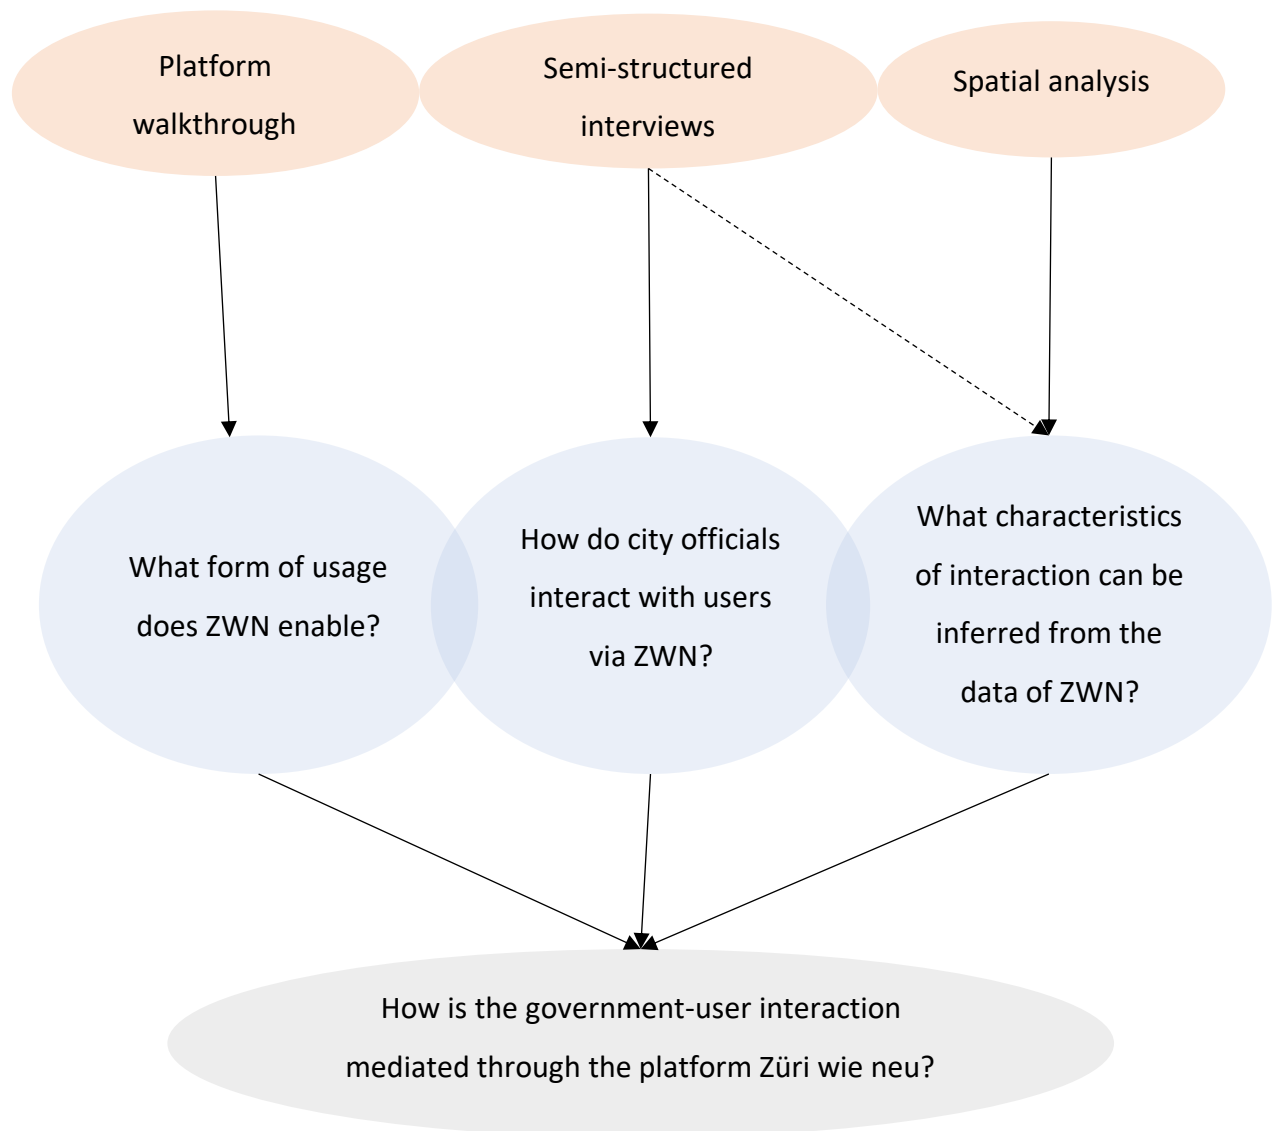 Platform
walkthrough
Semi-structured
interviews
Spatial analysis
What form of usage
does ZWN enable?
How do city officials
interact with users
via ZWN?
What characteristics
of interaction can be
inferred from the
data of ZWN?
How is the government-user interaction
mediated through the platform Züri wie neu?